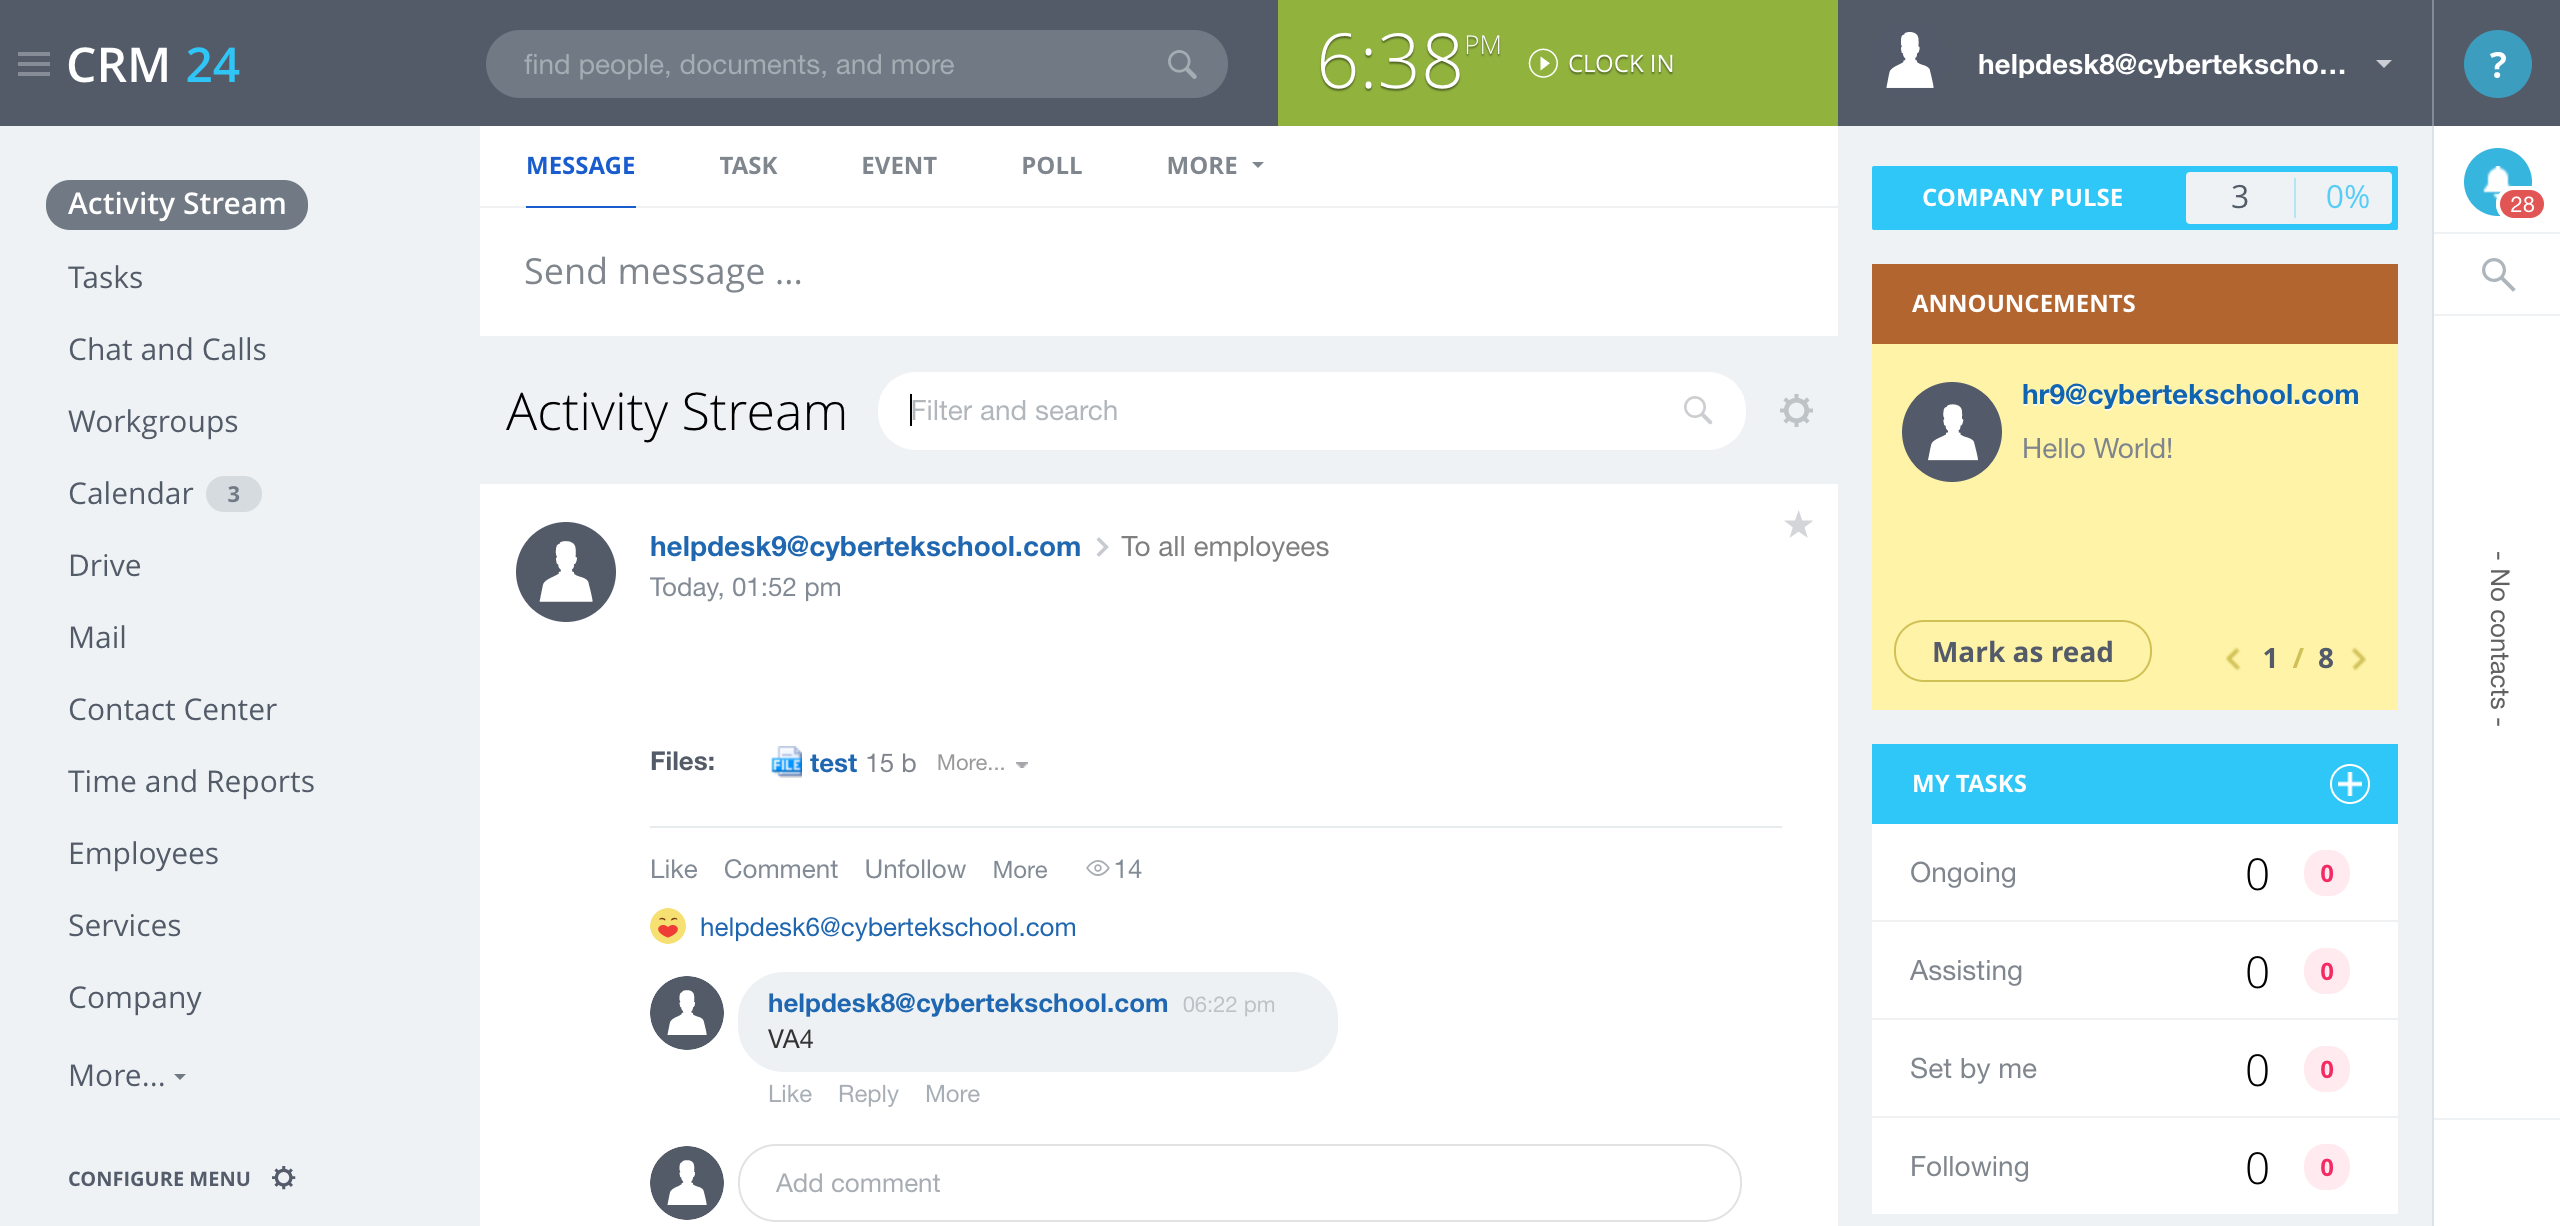 CRM 24
find people, documents, and more
6:38 PM
CLOCK IN
helpdesk8@cybertekscho...
?
Activity Stream
Tasks
Chat and Calls
Workgroups
Calendar 3
Drive
Mail
Contact Center
Time and Reports
Employees
Services
Company
More...
CONFIGURE MENU
MESSAGE TASK EVENT POLL MORE
Send message ...
Activity Stream
Filter and search
helpdesk9@cybertekschool.com > To all employees
Today, 01:52 pm
Files: FILE test 15 b More...
Like Comment Unfollow More 14
helpdesk6@cybertekschool.com
helpdesk8@cybertekschool.com 06:22 pm
VA4
Like Reply More
Add comment
COMPANY PULSE 3 0%
ANNOUNCEMENTS
hr9@cybertekschool.com
Hello World!
Mark as read
1 / 8
MY TASKS
Ongoing 0 0
Assisting 0 0
Set by me 0 0
Following 0 0
28
- No contacts -